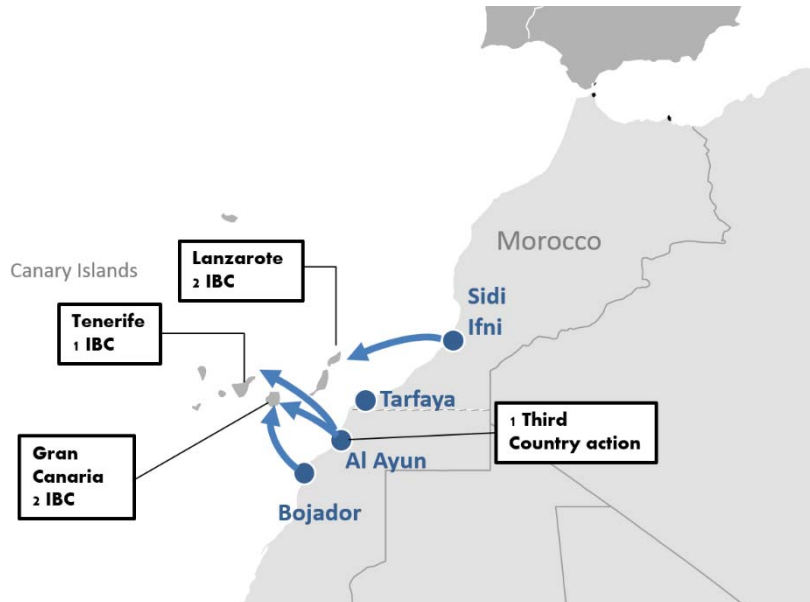 Morocco
Canary Islands
Lanzarote
2 IBC
Sidi
Ifni
Tenerife
1 IBC
Tarfaya
1 Third
Country action
Al Ayun
Gran
Canaria
2 IBC
Bojador